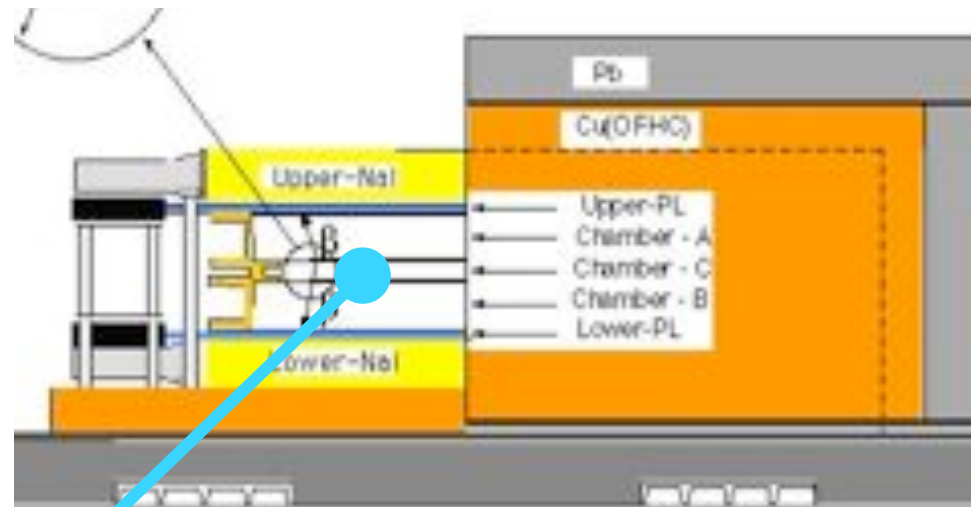 Pb
Cu(OFHC)
Upper-NaI
Upper-PL
β
Chamber - A
Chamber - C
Chamber - B
Lower-PL
Lower-NaI